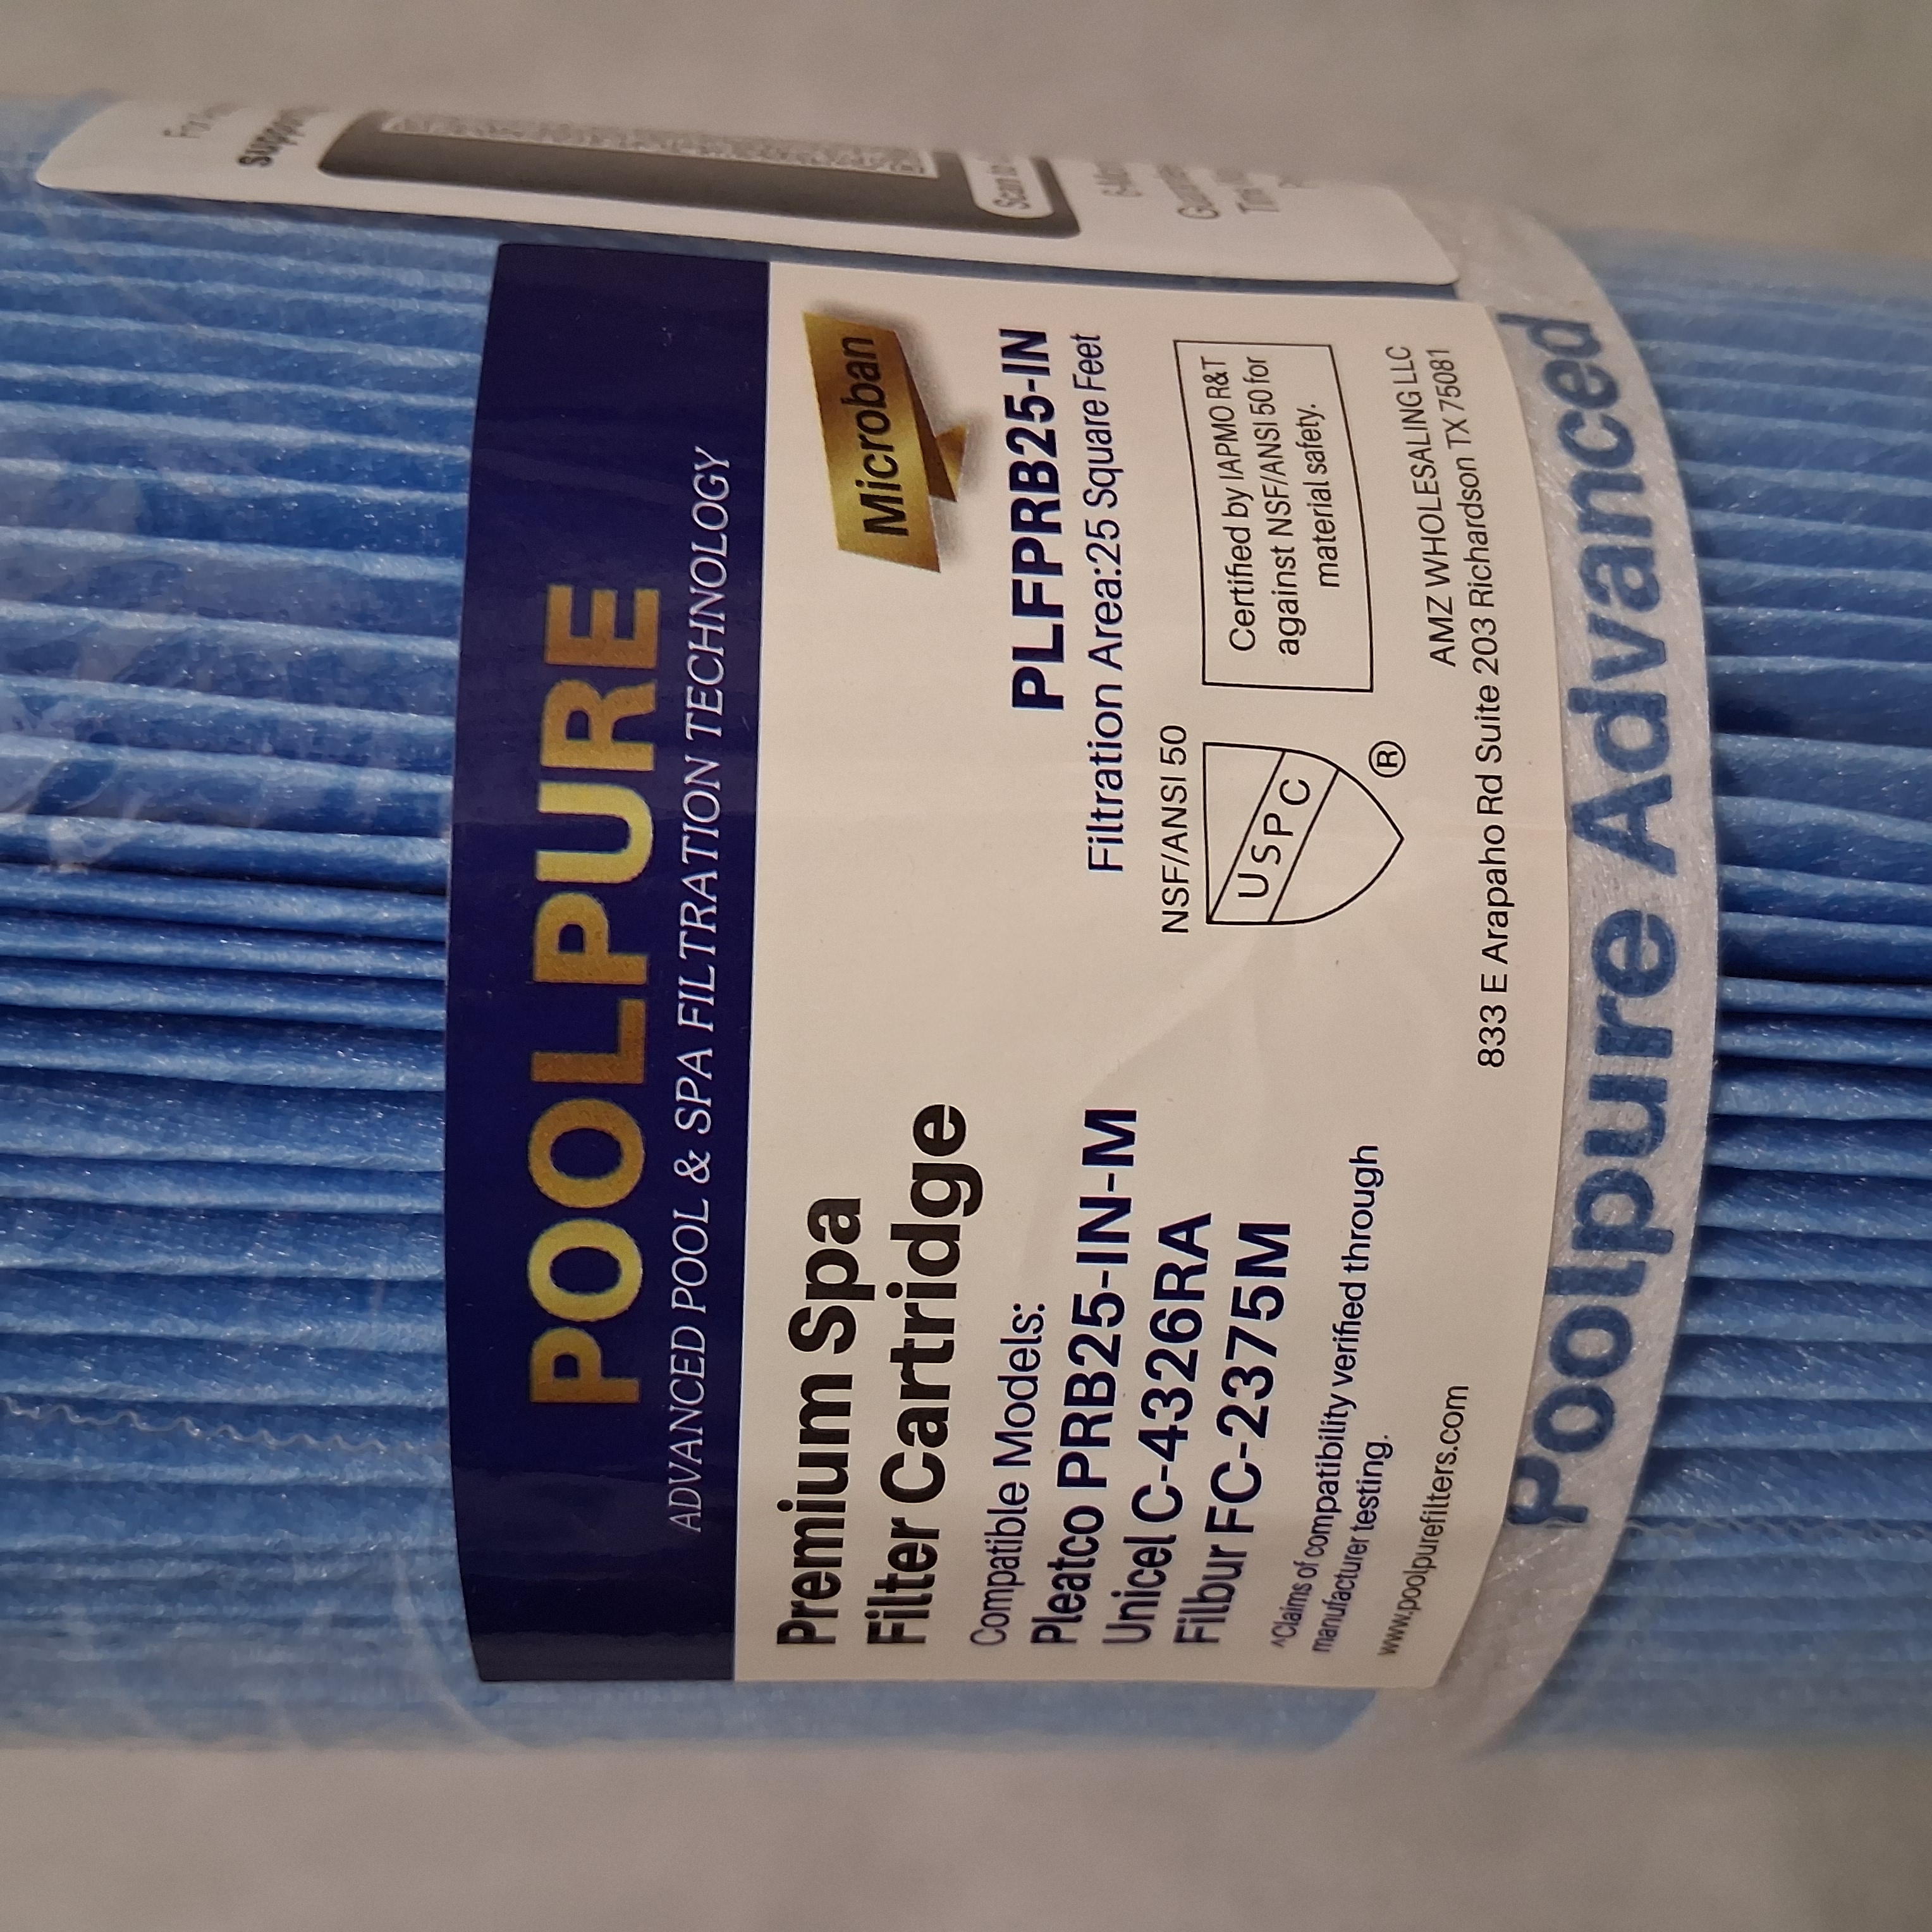 POOLPURE
ADVANCED POOL & SPA FILTRATION TECHNOLOGY
Premium Spa
Filter Cartridge
Microban
Compatible Models:
Pleatco PRB25-IN-M
Unicel C-4326RA
Filbur FC-2375M
^Claims of compatibility verified through
manufacturer testing.
www.poolpurefilters.com
PLFPRB25-IN
Filtration Area:25 Square Feet
NSF/ANSI 50
USPC
®
Certified by IAPMO R&T
against NSF/ANSI 50 for
material safety.
AMZ WHOLESALING LLC
833 E Arapaho Rd Suite 203 Richardson TX 75081
Poolpure Advanced
Scan to